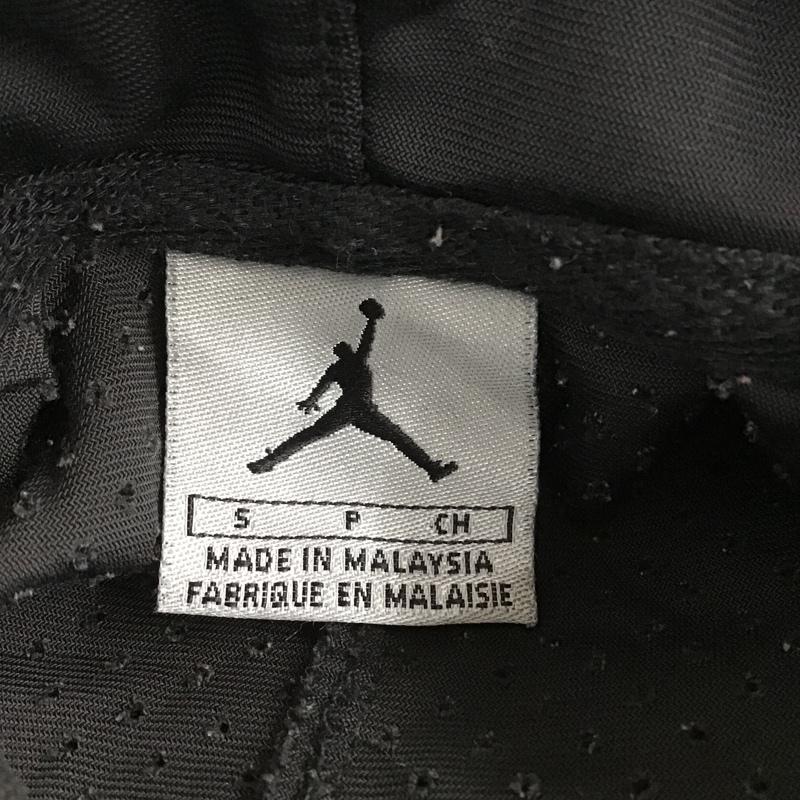 S P CH
MADE IN MALAYSIA
FABRIQUE EN MALAISIE